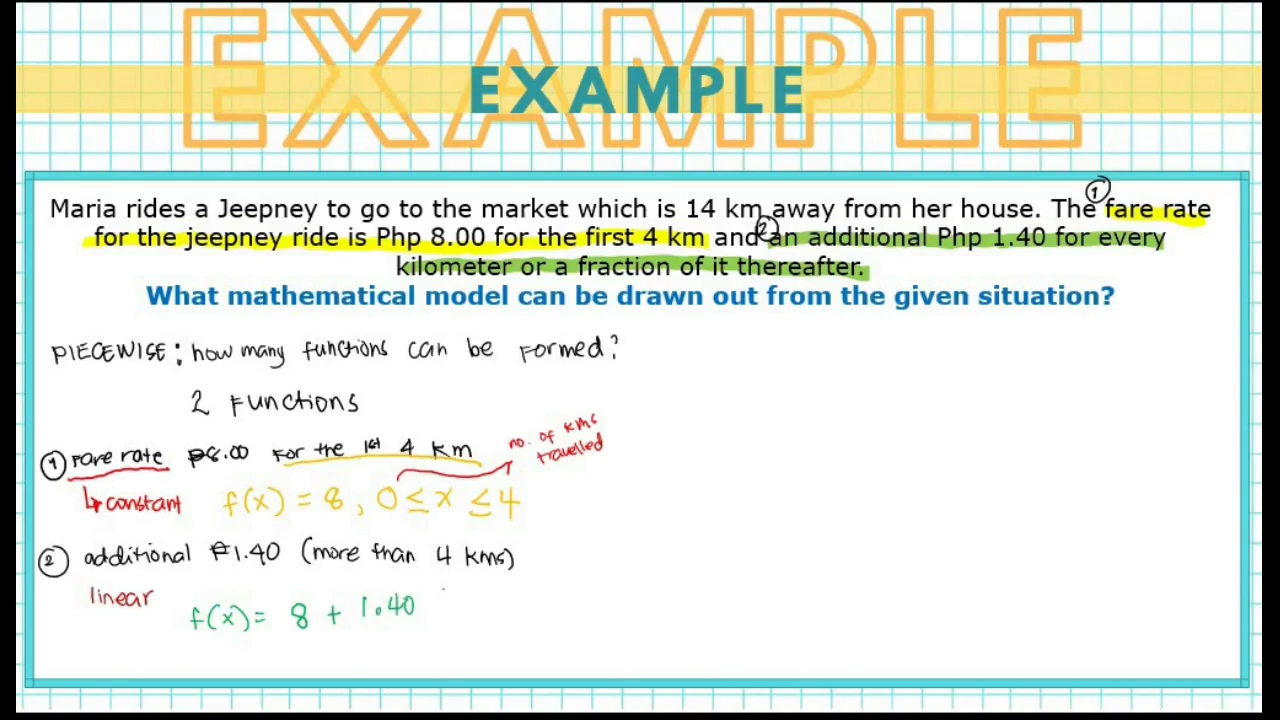 EXAMPLE
EXAMPLE
①
Maria rides a Jeepney to go to the market which is 14 km away from her house. The fare rate
②
for the jeepney ride is Php 8.00 for the first 4 km and an additional Php 1.40 for every
kilometer or a fraction of it thereafter.
What mathematical model can be drawn out from the given situation?
PIECEWISE: how many functions can be formed?
2 Functions
① Fare rate ₱8.00 for the 1st 4 km
no. of kms
travelled
↳ constant f(x) = 8, 0 ≤ x ≤ 4
② additional ₱1.40 (more than 4 kms)
linear
f(x) = 8 + 1.40